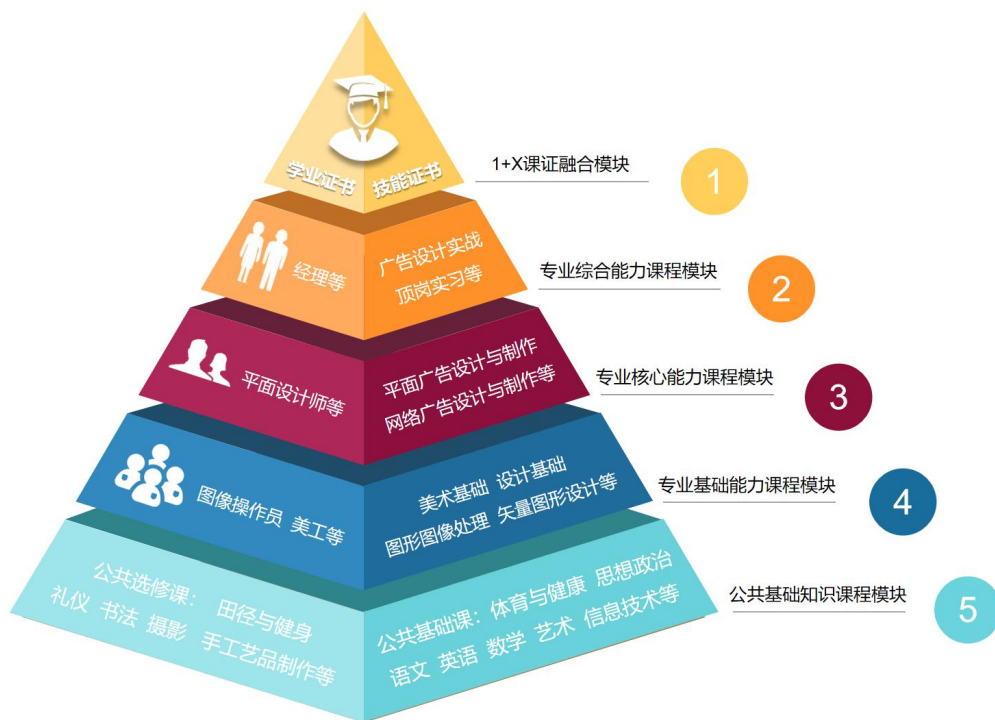 学业证书 技能证书
1+X课证融合模块
1
经理等
广告设计实战
顶岗实习等
专业综合能力课程模块
2
平面设计师等
平面广告设计与制作
网络广告设计与制作等
专业核心能力课程模块
3
图像操作员 美工等
美术基础 设计基础
图形图像处理 矢量图形设计等
专业基础能力课程模块
4
公共选修课: 田径与健身
礼仪 书法 摄影 手工艺品制作等
公共基础课: 体育与健康 思想政治
语文 英语 数学 艺术 信息技术等
公共基础知识课程模块
5